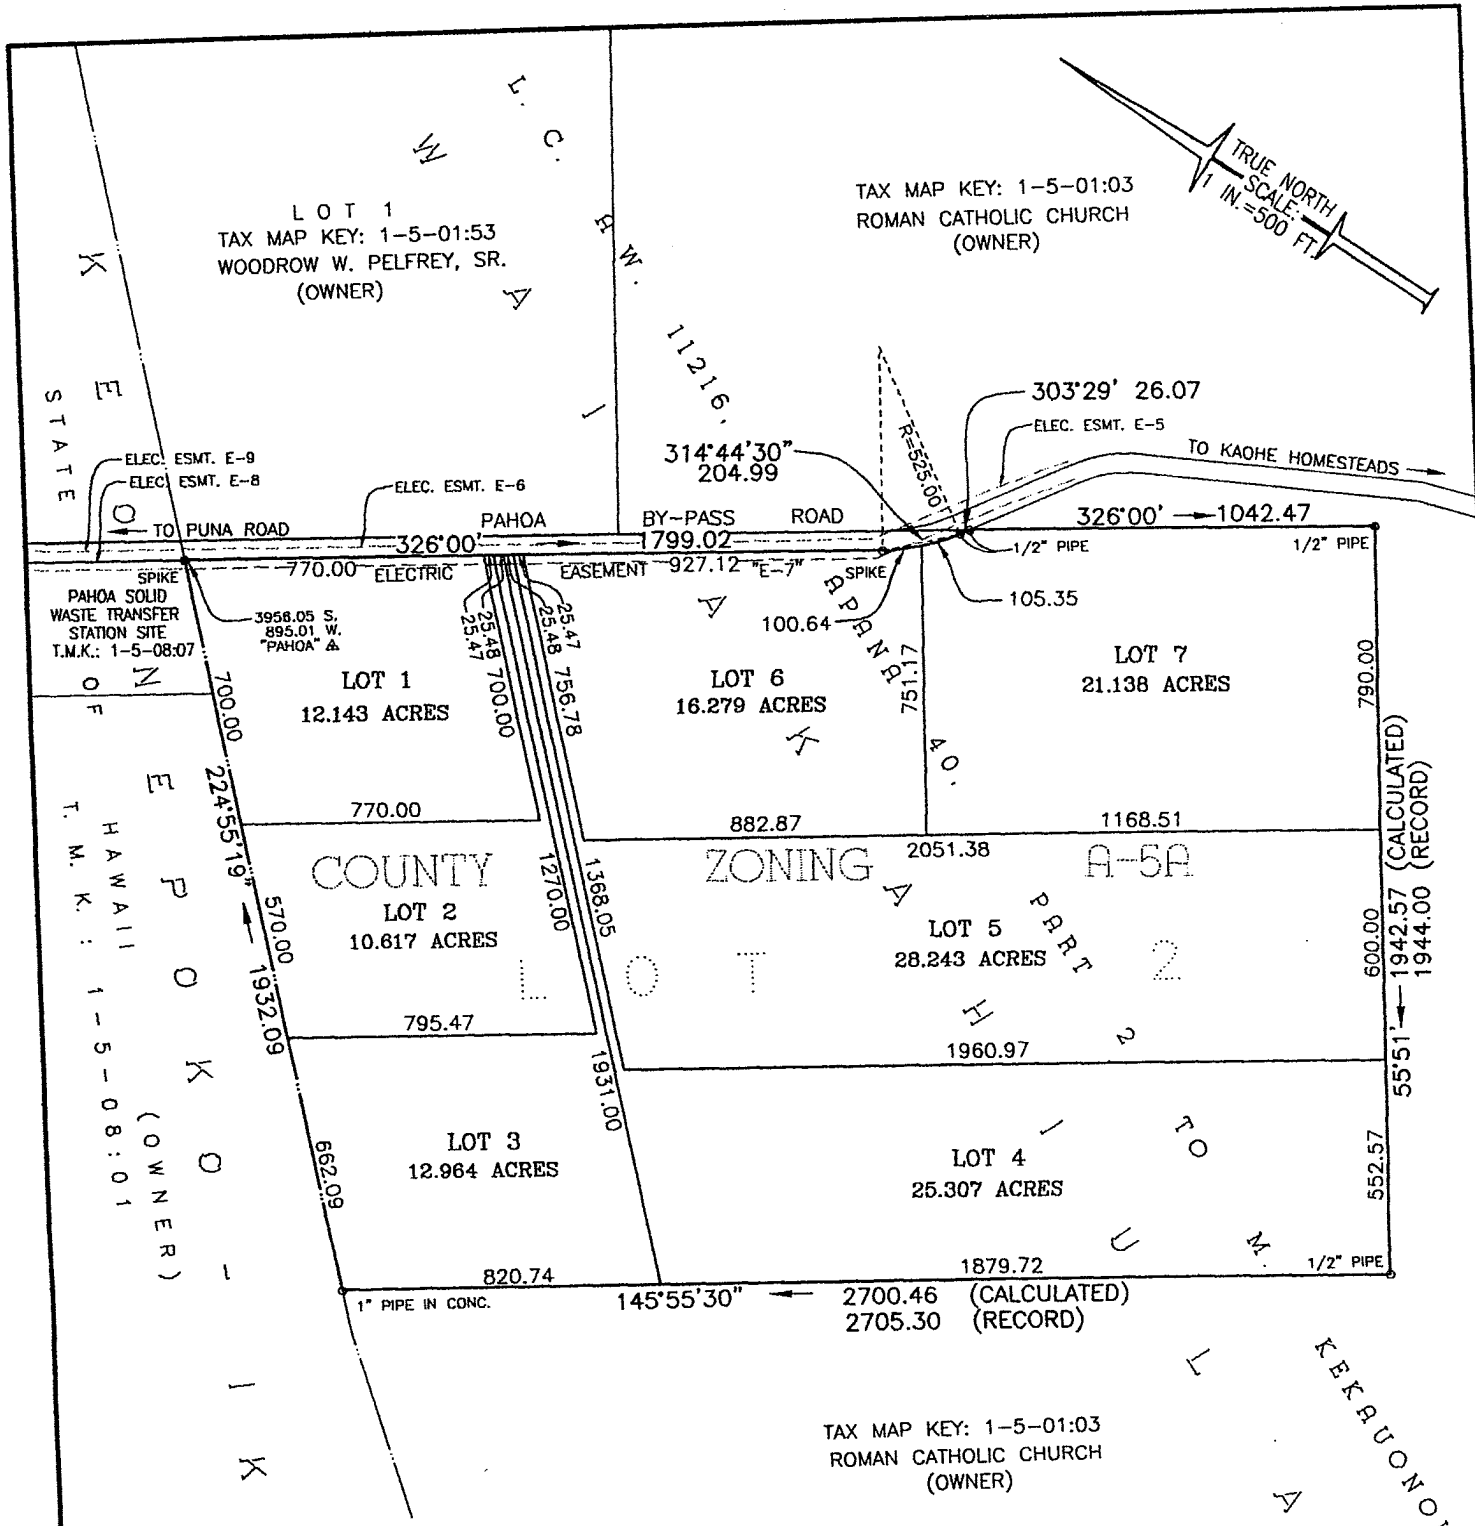 L O T 1
TAX MAP KEY: 1-5-01:53
WOODROW W. PELFREY, SR.
(OWNER)
TAX MAP KEY: 1-5-01:03
ROMAN CATHOLIC CHURCH
(OWNER)
TRUE NORTH
SCALE:
1 IN.=500 FT.
L. C. AW. 11216, APANA 40. PART 2 TO M. KEKAUONO
W A I A K A H I U L A
KEONEPOKO-IK
STATE OF HAWAII
(OWNER)
T. M. K. : 1-5-08:01
303°29' 26.07
ELEC. ESMT. E-5
TO KAOHE HOMESTEADS
314°44'30"
204.99
R=525.00
ELEC. ESMT. E-9
ELEC. ESMT. E-8
ELEC. ESMT. E-6
TO PUNA ROAD
PAHOA BY-PASS ROAD
326°00' 1799.02
326°00' 1042.47
1/2" PIPE
1/2" PIPE
SPIKE
770.00 ELECTRIC EASEMENT 927.12 "E-7" SPIKE
PAHOA SOLID
WASTE TRANSFER
STATION SITE
T.M.K.: 1-5-08:07
3956.05 S.
895.01 W.
"PAHOA"
25.47
25.48
25.48
25.47
100.64
105.35
LOT 1
12.143 ACRES
LOT 6
16.279 ACRES
LOT 7
21.138 ACRES
700.00
700.00
756.78
751.17
790.00
770.00
882.87
1168.51
2051.38
COUNTY ZONING A-5A
224°55'19" 1932.09
570.00
1270.00
1368.05
LOT 2
10.617 ACRES
LOT 5
28.243 ACRES
L O T 2
600.00
55°51' 1942.57 (CALCULATED)
1944.00 (RECORD)
795.47
1960.97
1931.00
662.09
LOT 3
12.964 ACRES
LOT 4
25.307 ACRES
552.57
820.74
1879.72
1/2" PIPE
1" PIPE IN CONC.
145°55'30" 2700.46 (CALCULATED)
2705.30 (RECORD)
TAX MAP KEY: 1-5-01:03
ROMAN CATHOLIC CHURCH
(OWNER)